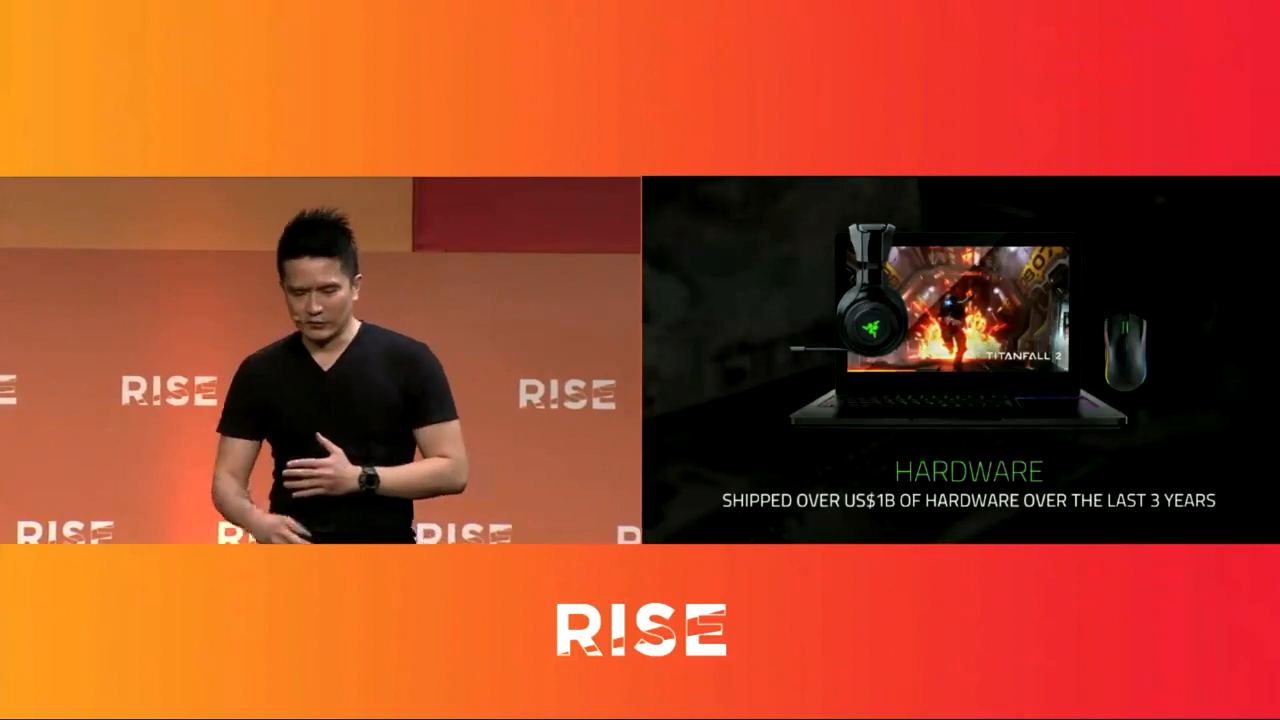 RISE
RISE
RISE
RISE
RISE
TITANFALL 2
HARDWARE
SHIPPED OVER US$1B OF HARDWARE OVER THE LAST 3 YEARS
RISE